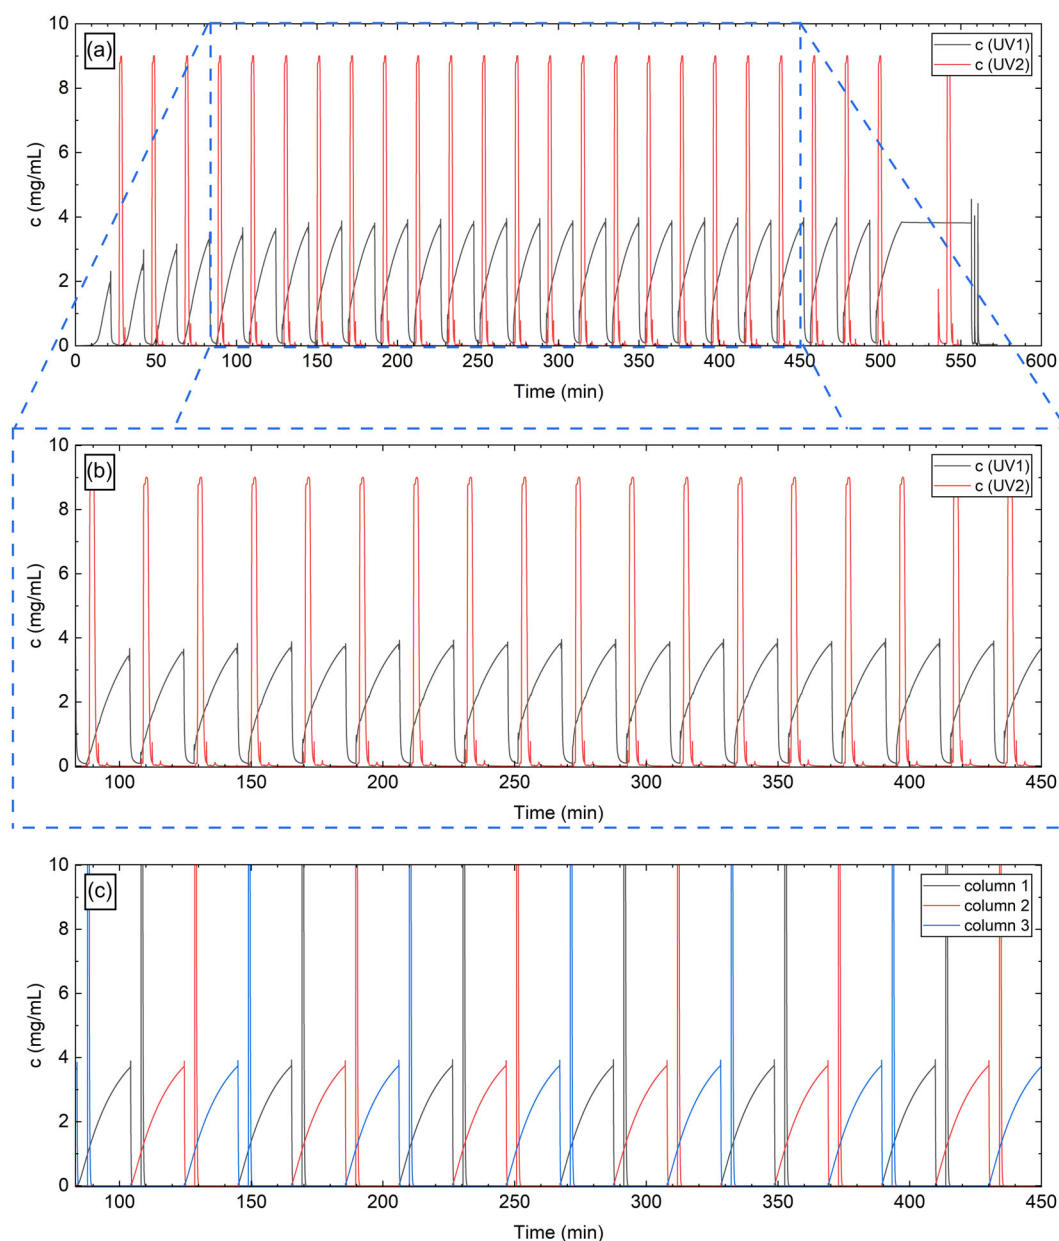 (a)
c (UV1)
c (UV2)
10
8
6
4
2
0
c (mg/mL)
0 50 100 150 200 250 300 350 400 450 500 550 600
Time (min)
(b)
c (UV1)
c (UV2)
10
8
6
4
2
0
c (mg/mL)
100 150 200 250 300 350 400 450
Time (min)
(c)
column 1
column 2
column 3
10
8
6
4
2
0
c (mg/mL)
100 150 200 250 300 350 400 450
Time (min)